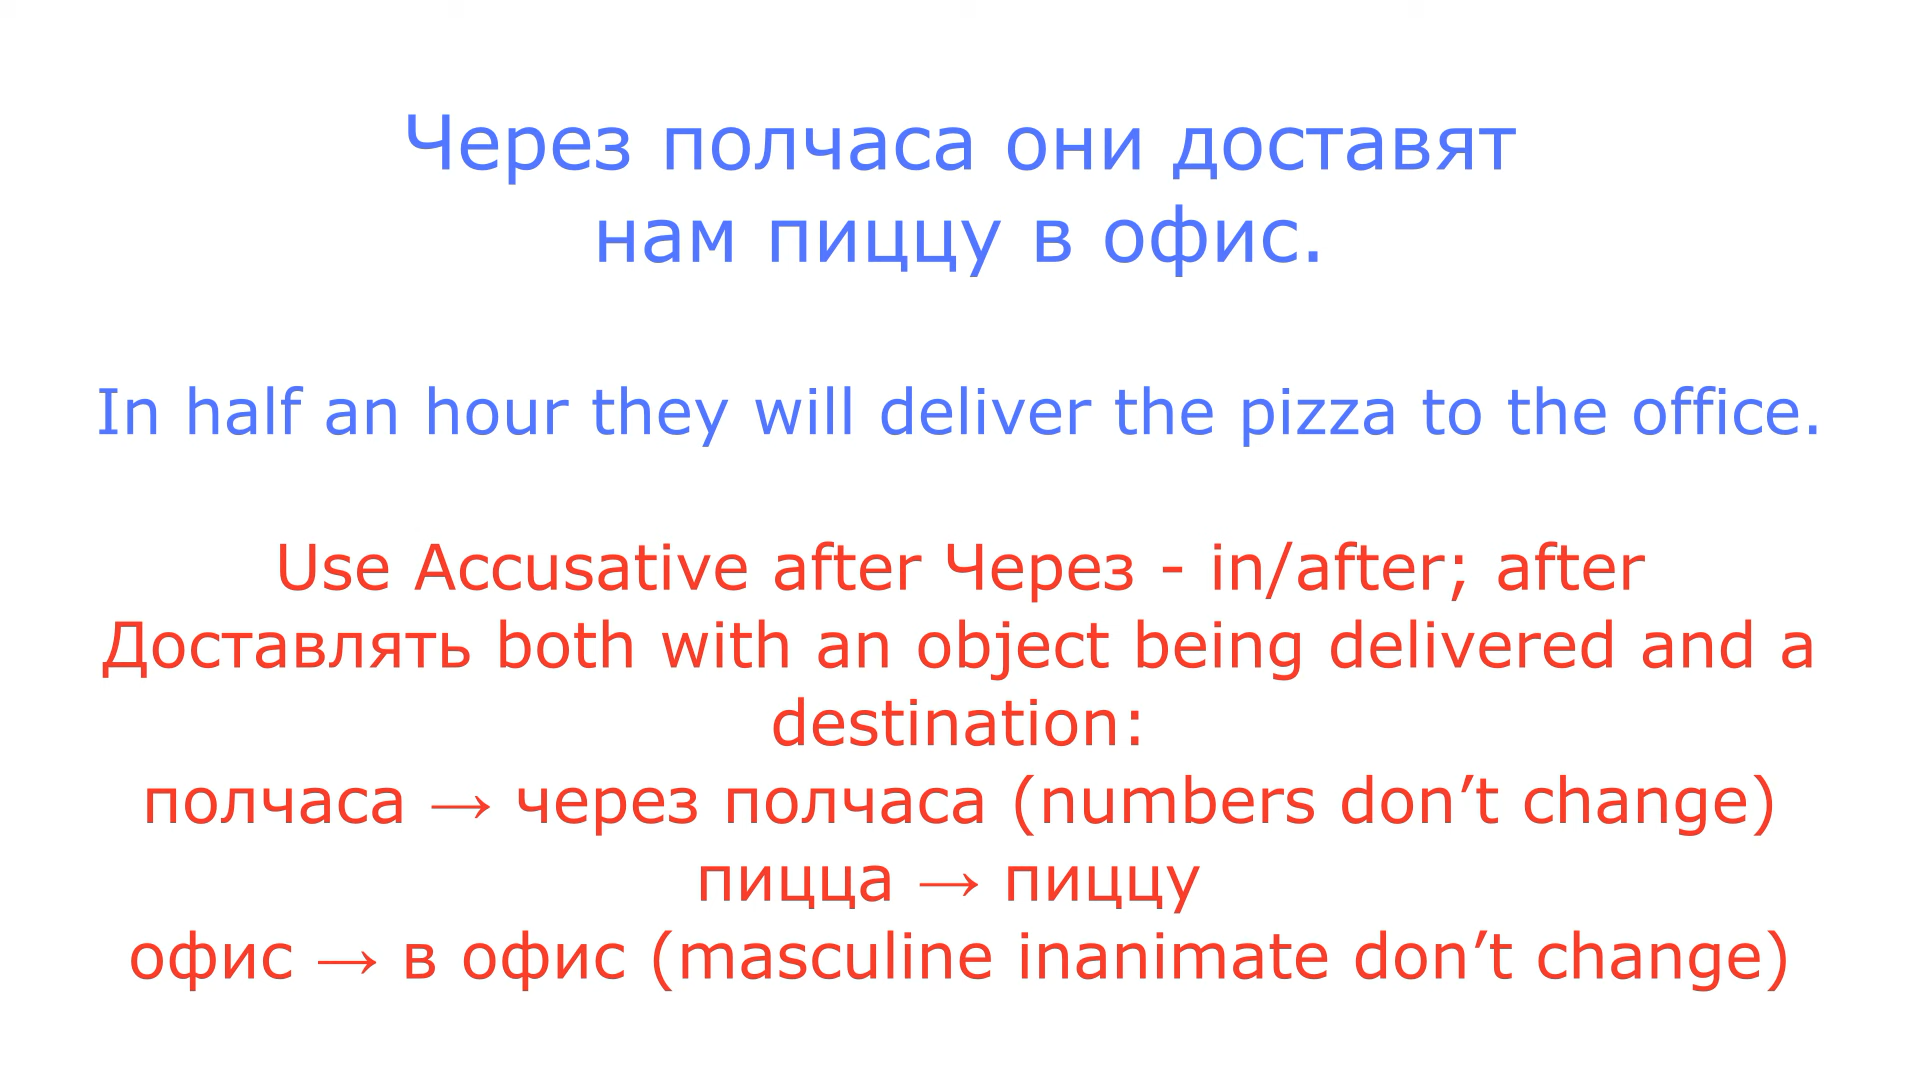 Через полчаса они доставят
нам пиццу в офис.
In half an hour they will deliver the pizza to the office.
Use Accusative after Через - in/after; after
Доставлять both with an object being delivered and a
destination:
полчаса → через полчаса (numbers don’t change)
пицца → пиццу
офис → в офис (masculine inanimate don’t change)